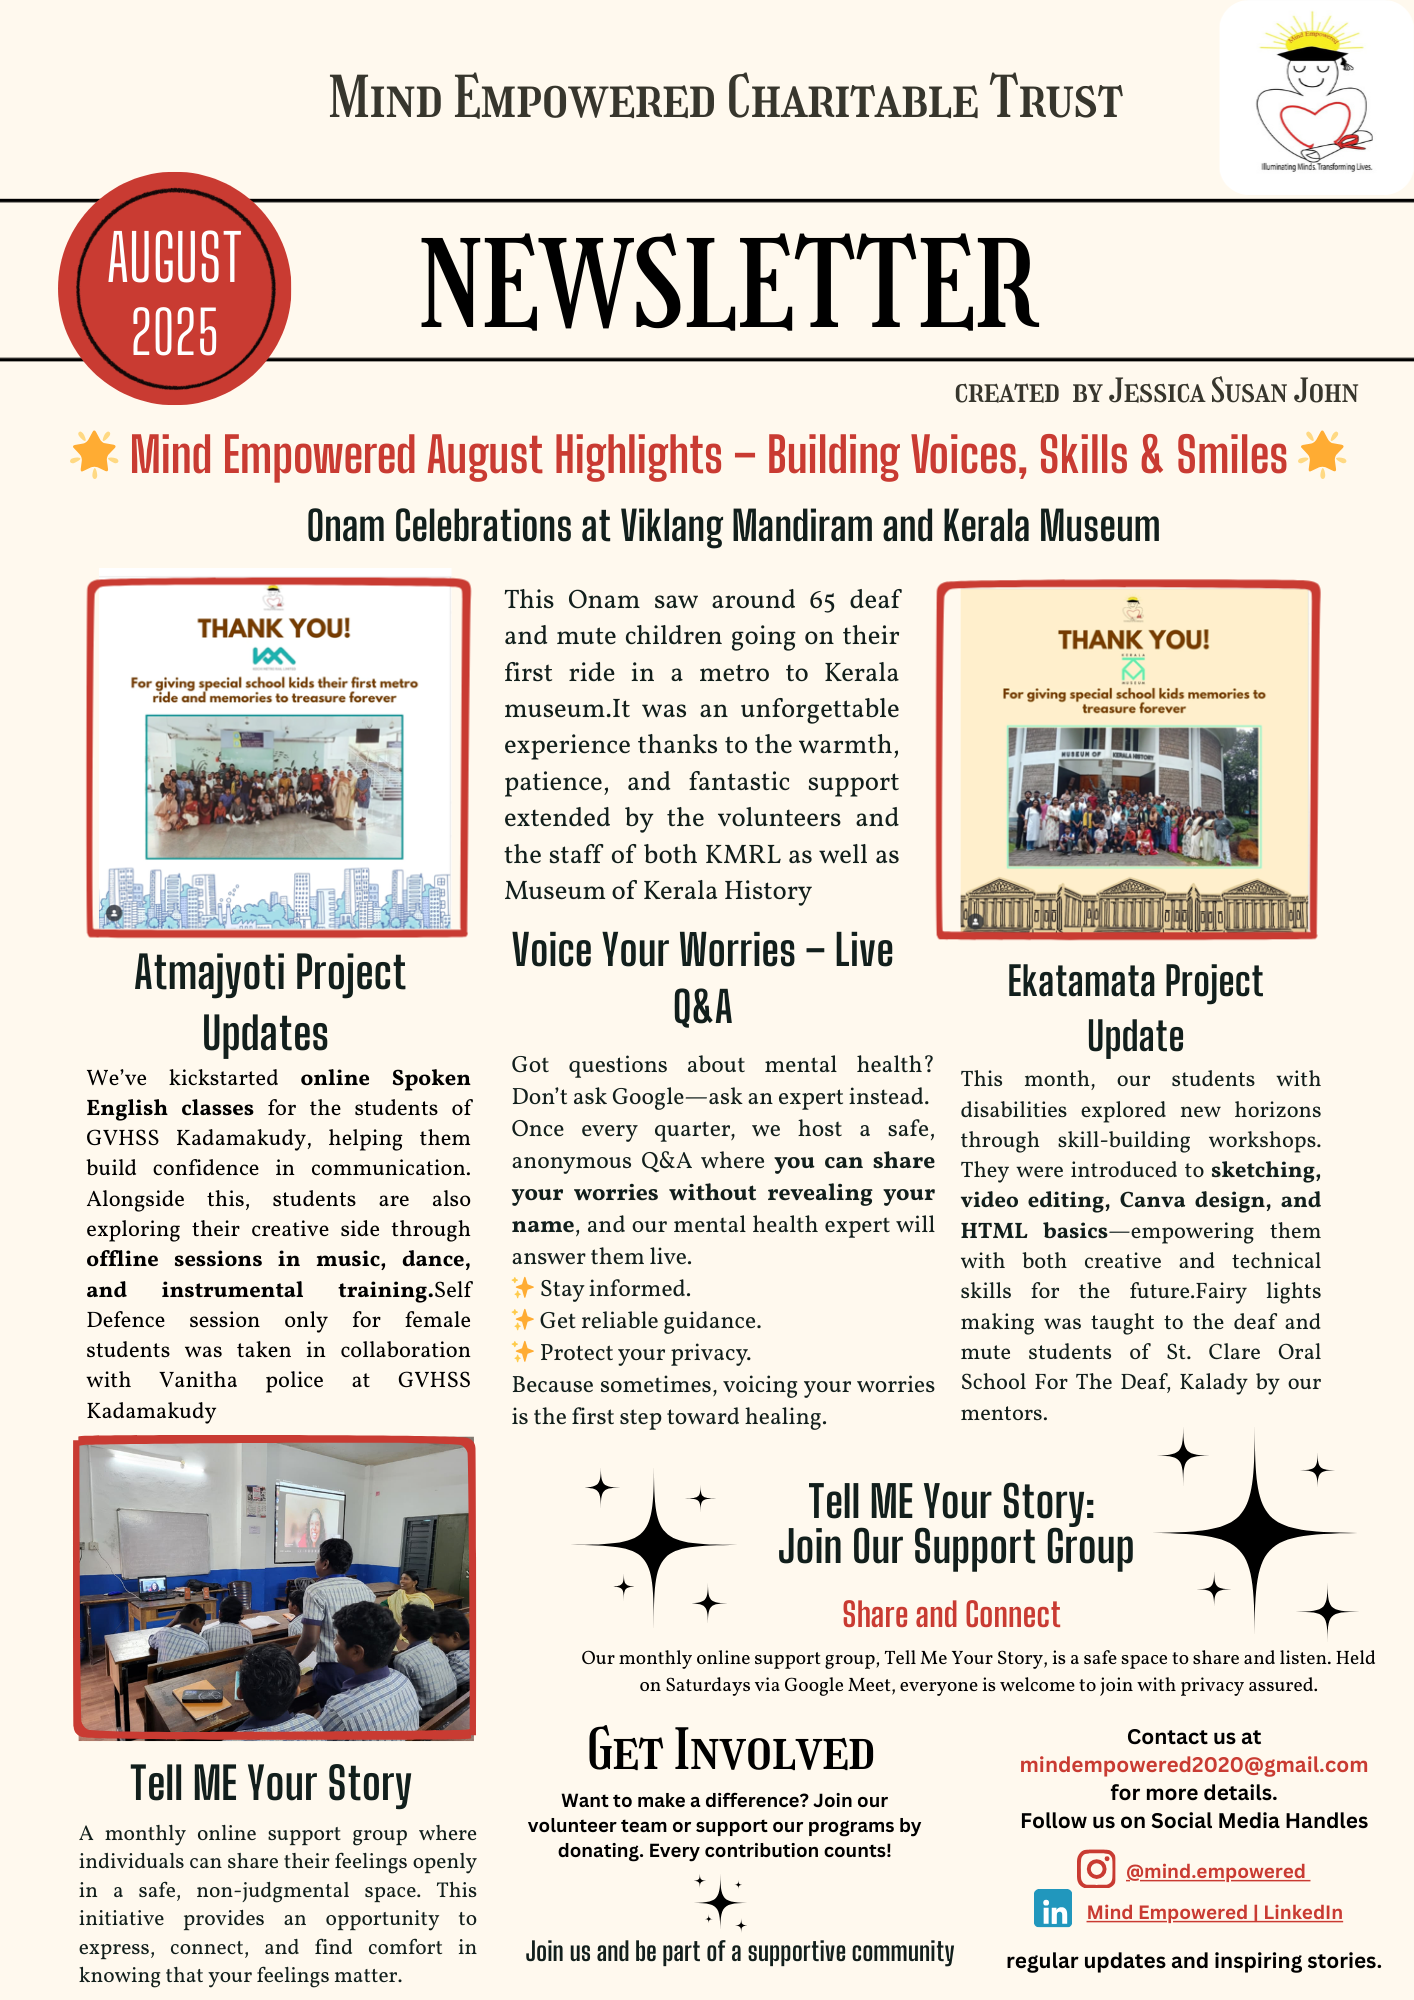 Mind Empowered Charitable Trust
Mind Empowered
Illuminating Minds. Transforming Lives.
AUGUST
2025
NEWSLETTER
created by Jessica Susan John
Mind Empowered August Highlights – Building Voices, Skills & Smiles
Onam Celebrations at Viklang Mandiram and Kerala Museum
THANK YOU!
For giving special school kids their first metro
ride and memories to treasure forever
This Onam saw around 65 deaf
and mute children going on their
first ride in a metro to Kerala
museum.It was an unforgettable
experience thanks to the warmth,
patience, and fantastic support
extended by the volunteers and
the staff of both KMRL as well as
Museum of Kerala History
THANK YOU!
KERALA
MUSEUM
For giving special school kids memories to
treasure forever
MUSEUM OF KERALA HISTORY
Atmajyoti Project
Updates
We've kickstarted online Spoken
English classes for the students of
GVHSS Kadamakudy, helping them
build confidence in communication.
Alongside this, students are also
exploring their creative side through
offline sessions in music, dance,
and instrumental training.Self
Defence session only for female
students was taken in collaboration
with Vanitha police at GVHSS
Kadamakudy
Voice Your Worries – Live
Q&A
Got questions about mental health?
Don't ask Google—ask an expert instead.
Once every quarter, we host a safe,
anonymous Q&A where you can share
your worries without revealing your
name, and our mental health expert will
answer them live.
✨ Stay informed.
✨ Get reliable guidance.
✨ Protect your privacy.
Because sometimes, voicing your worries
is the first step toward healing.
Ekatamata Project
Update
This month, our students with
disabilities explored new horizons
through skill-building workshops.
They were introduced to sketching,
video editing, Canva design, and
HTML basics—empowering them
with both creative and technical
skills for the future.Fairy lights
making was taught to the deaf and
mute students of St. Clare Oral
School For The Deaf, Kalady by our
mentors.
Tell ME Your Story
A monthly online support group where
individuals can share their feelings openly
in a safe, non-judgmental space. This
initiative provides an opportunity to
express, connect, and find comfort in
knowing that your feelings matter.
Tell ME Your Story:
Join Our Support Group
Share and Connect
Our monthly online support group, Tell Me Your Story, is a safe space to share and listen. Held
on Saturdays via Google Meet, everyone is welcome to join with privacy assured.
Get Involved
Want to make a difference? Join our
volunteer team or support our programs by
donating. Every contribution counts!
Join us and be part of a supportive community
Contact us at
mindempowered2020@gmail.com
for more details.
Follow us on Social Media Handles
@mind.empowered
in
Mind Empowered | LinkedIn
regular updates and inspiring stories.